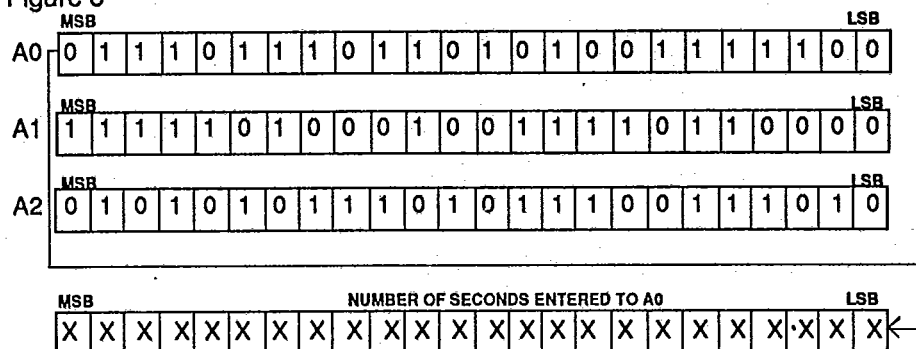 Figure
MSB LSB
A0 0 1 1 1 0 1 1 1 0 1 1 0 1 0 1 0 0 1 1 1 1 1 0 0
MSB LSB
A1 1 1 1 1 1 0 1 0 0 0 1 0 0 1 1 1 1 0 1 1 0 0 0 0
MSB LSB
A2 0 1 0 1 0 1 0 1 1 1 0 1 0 1 1 1 0 0 1 1 1 0 1 0
MSB NUMBER OF SECONDS ENTERED TO A0 LSB
X X X X X X X X X X X X X X X X X X X X X X X X